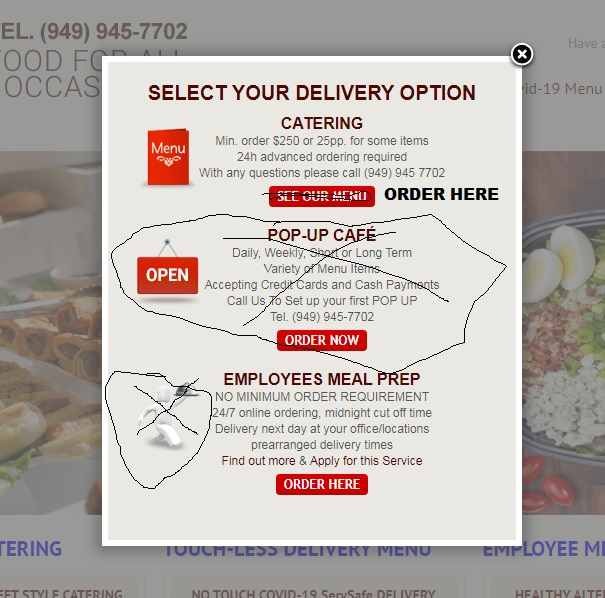 EL. (949) 945-7702
FOOD FOR ALL
OCCAS
Have a
vid-19 Menu
SELECT YOUR DELIVERY OPTION
Menu
CATERING
Min. order $250 or 25pp. for some items
24h advanced ordering required
With any questions please call (949) 945 7702
SEE OUR MENU ORDER HERE
OPEN
POP-UP CAFÉ
Daily, Weekly, Short or Long Term
Variety of Menu Items
Accepting Credit Cards and Cash Payments
Call Us To Set up your first POP UP
Tel. (949) 945-7702
ORDER NOW
EMPLOYEES MEAL PREP
NO MINIMUM ORDER REQUIREMENT
24/7 online ordering, midnight cut off time
Delivery next day at your office/locations
prearranged delivery times
Find out more & Apply for this Service
ORDER HERE
TERING
TOUCH-LESS DELIVERY MENU
EMPLOYEE ME
EET STYLE CATERING
NO TOUCH COVID-19 ServSafe DELIVERY
HEALTHY ALTER